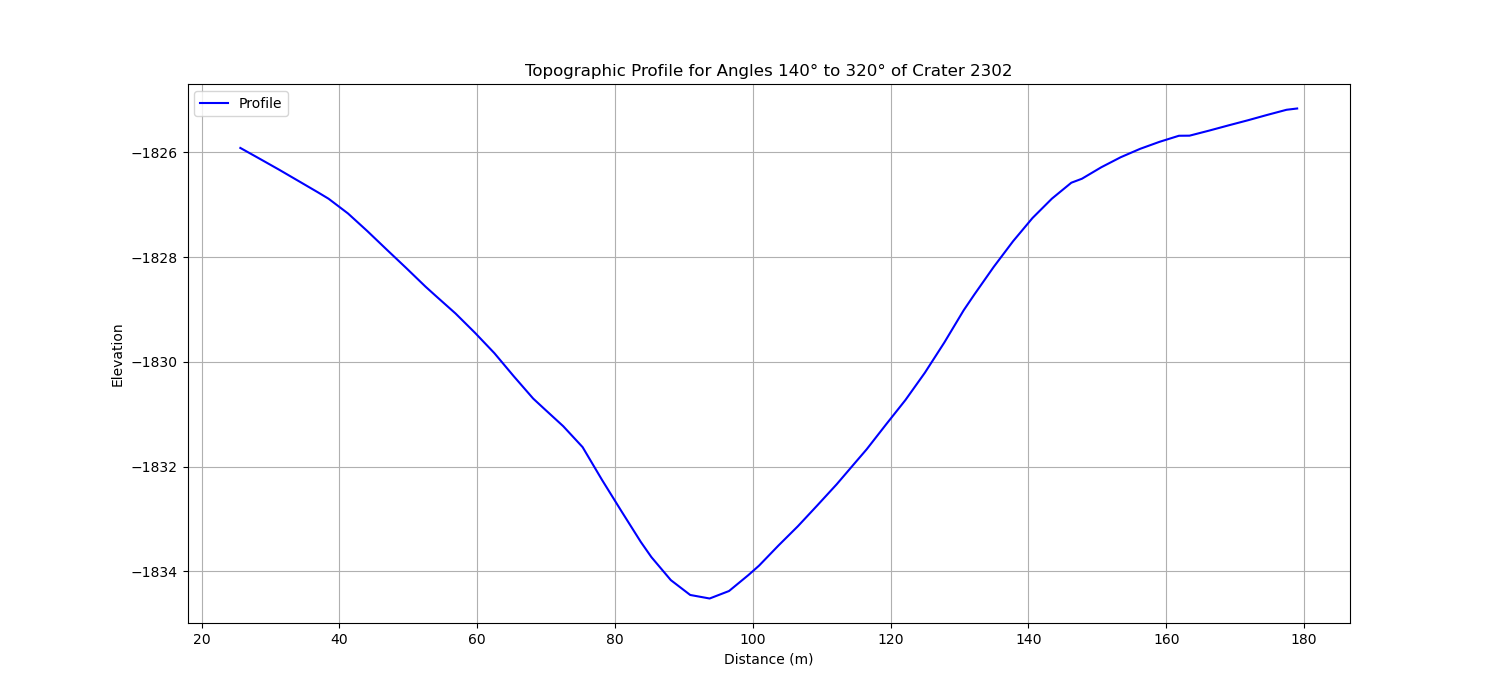 Topographic Profile for Angles 140° to 320° of Crater 2302
Profile
−1826
−1828
−1830
−1832
−1834
Elevation
20 40 60 80 100 120 140 160 180
Distance (m)